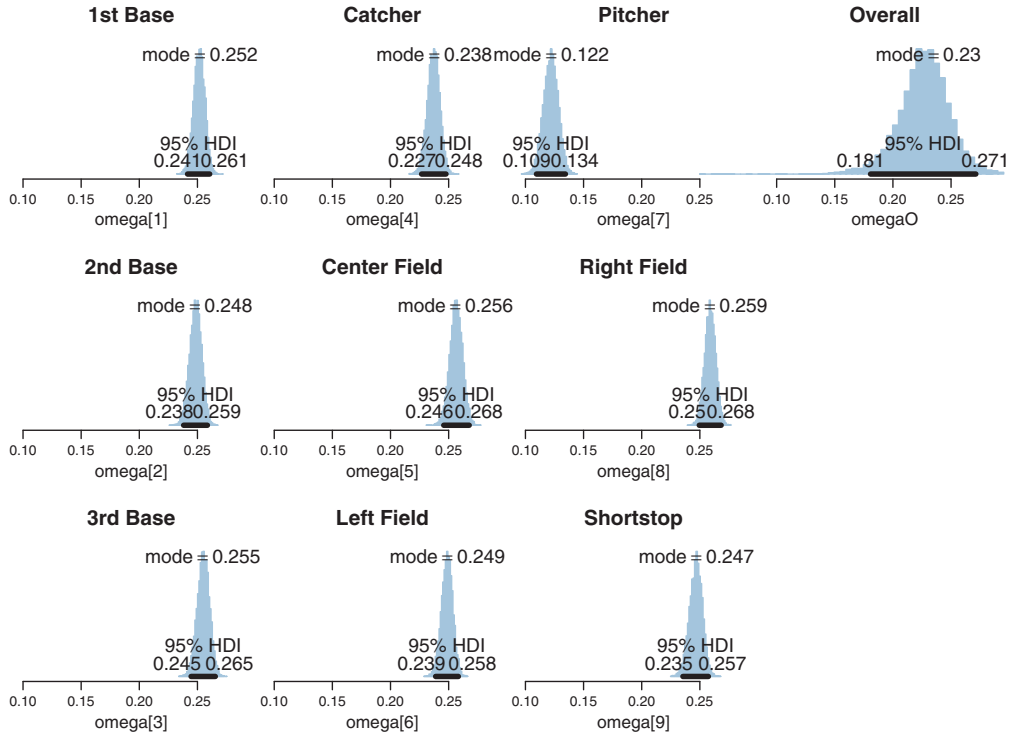 1st Base
mode = 0.252
95% HDI
0.241 0.261
0.10 0.15 0.20 0.25
omega[1]
Catcher
mode = 0.238
95% HDI
0.227 0.248
0.10 0.15 0.20 0.25
omega[4]
Pitcher
mode = 0.122
95% HDI
0.109 0.134
0.10 0.15 0.20 0.25
omega[7]
Overall
mode = 0.23
95% HDI
0.181 0.271
0.10 0.15 0.20 0.25
omegaO
2nd Base
mode = 0.248
95% HDI
0.238 0.259
0.10 0.15 0.20 0.25
omega[2]
Center Field
mode = 0.256
95% HDI
0.246 0.268
0.10 0.15 0.20 0.25
omega[5]
Right Field
mode = 0.259
95% HDI
0.25 0.268
0.10 0.15 0.20 0.25
omega[8]
3rd Base
mode = 0.255
95% HDI
0.245 0.265
0.10 0.15 0.20 0.25
omega[3]
Left Field
mode = 0.249
95% HDI
0.239 0.258
0.10 0.15 0.20 0.25
omega[6]
Shortstop
mode = 0.247
95% HDI
0.235 0.257
0.10 0.15 0.20 0.25
omega[9]